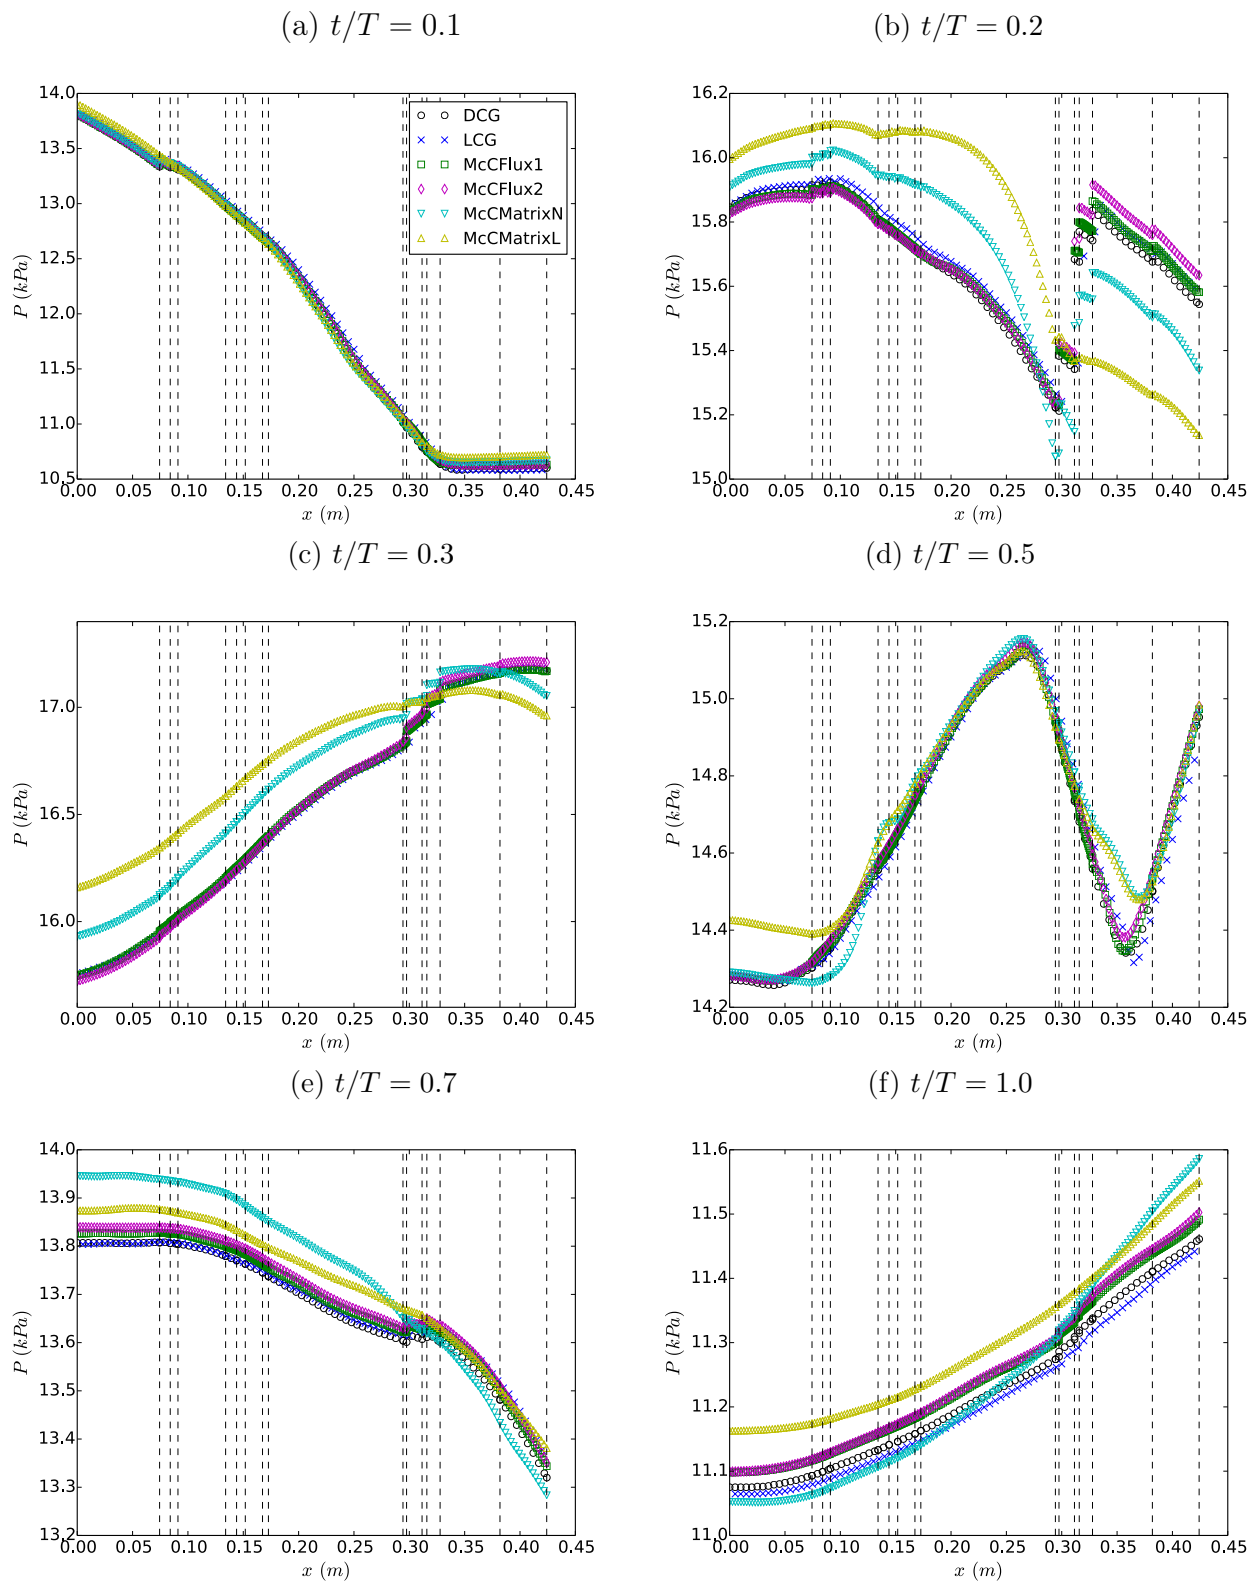 (a) t/T = 0.1
(b) t/T = 0.2
14.0
13.5
13.0
12.5
12.0
11.5
11.0
10.5
P (kPa)
DCG
LCG
McCFlux1
McCFlux2
McCMatrixN
McCMatrixL
0.00 0.05 0.10 0.15 0.20 0.25 0.30 0.35 0.40 0.45
x (m)
16.2
16.0
15.8
15.6
15.4
15.2
15.0
P (kPa)
0.00 0.05 0.10 0.15 0.20 0.25 0.30 0.35 0.40 0.45
x (m)
(c) t/T = 0.3
(d) t/T = 0.5
17.0
16.5
16.0
P (kPa)
0.00 0.05 0.10 0.15 0.20 0.25 0.30 0.35 0.40 0.45
x (m)
15.2
15.0
14.8
14.6
14.4
14.2
P (kPa)
0.00 0.05 0.10 0.15 0.20 0.25 0.30 0.35 0.40 0.45
x (m)
(e) t/T = 0.7
(f) t/T = 1.0
14.0
13.9
13.8
13.7
13.6
13.5
13.4
13.3
13.2
P (kPa)
0.00 0.05 0.10 0.15 0.20 0.25 0.30 0.35 0.40 0.45
x (m)
11.6
11.5
11.4
11.3
11.2
11.1
11.0
P (kPa)
0.00 0.05 0.10 0.15 0.20 0.25 0.30 0.35 0.40 0.45
x (m)